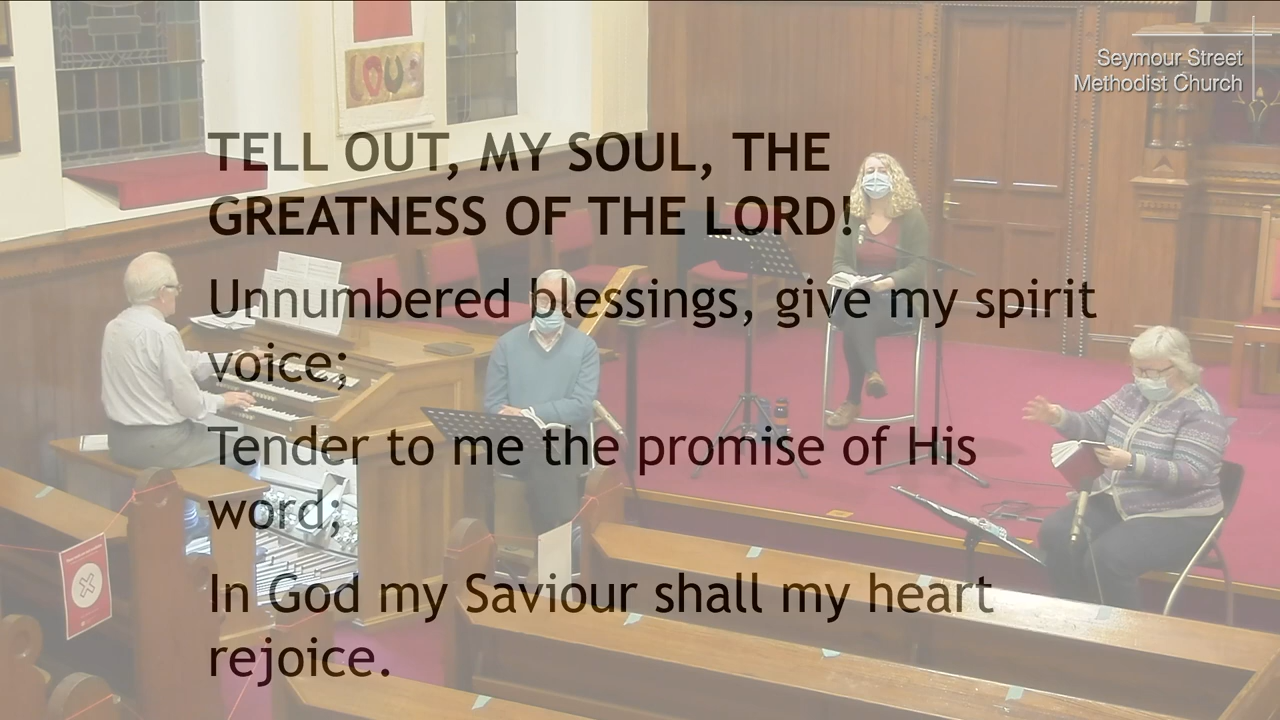 Seymour Street
Methodist Church
LOVE
TELL OUT, MY SOUL, THE
GREATNESS OF THE LORD!
Unnumbered blessings, give my spirit
voice;
Tender to me the promise of His
word;
In God my Saviour shall my heart
rejoice.